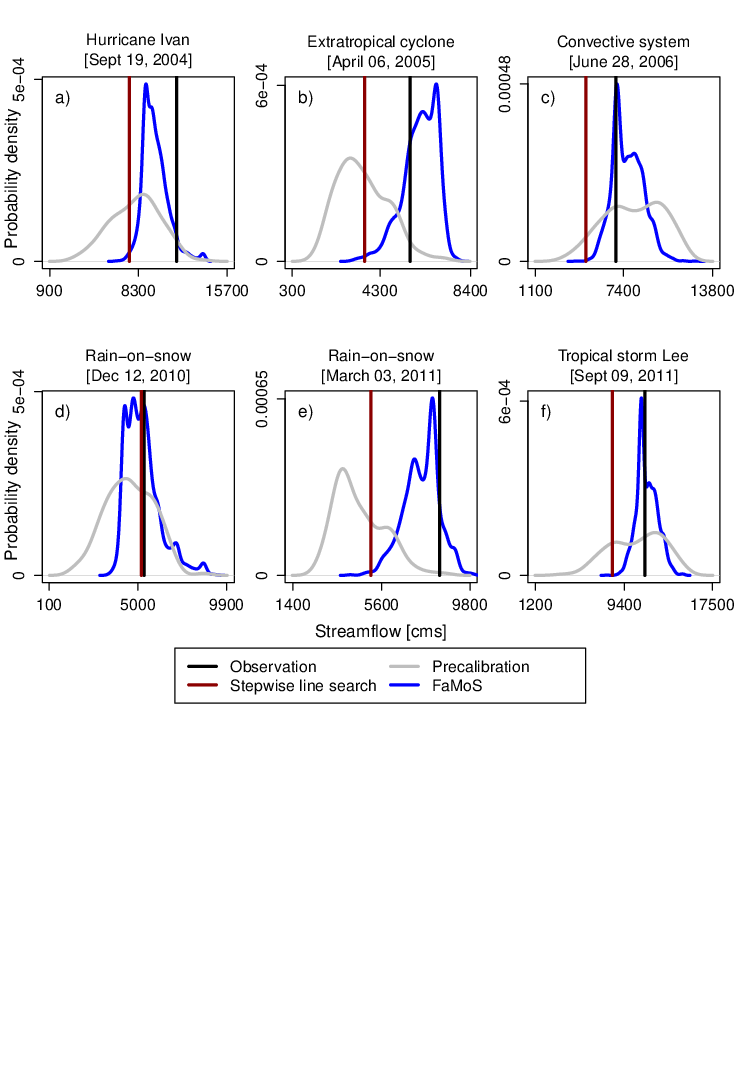 Hurricane Ivan
[Sept 19, 2004]
Extratropical cyclone
[April 06, 2005]
Convective system
[June 28, 2006]
a)
b)
c)
Probability density
0
5e−04
0
6e−04
0
0.00048
900 8300 15700
300 4300 8400
1100 7400 13800
Rain−on−snow
[Dec 12, 2010]
Rain−on−snow
[March 03, 2011]
Tropical storm Lee
[Sept 09, 2011]
d)
e)
f)
Probability density
0
5e−04
0
0.00065
0
6e−04
100 5000 9900
1400 5600 9800
1200 9400 17500
Streamflow [cms]
Observation
Precalibration
Stepwise line search
FaMoS